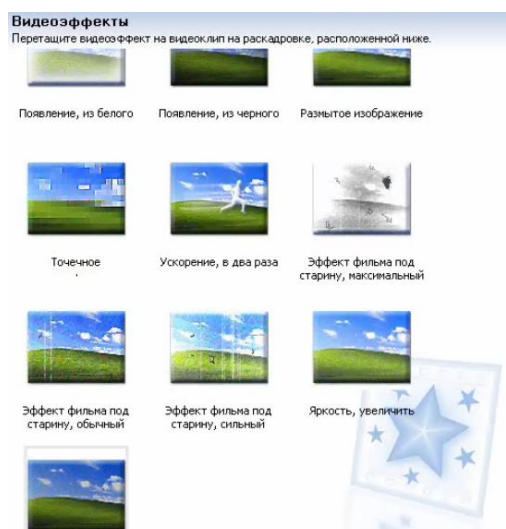 Видеоэффекты
Перетащите видеоэффект на видеоклип на раскадровке, расположенной ниже.
Появление, из белого
Появление, из черного
Размытое изображение
Точечное
Ускорение, в два раза
Эффект фильма под
старину, максимальный
Эффект фильма под
старину, обычный
Эффект фильма под
старину, сильный
Яркость, увеличить